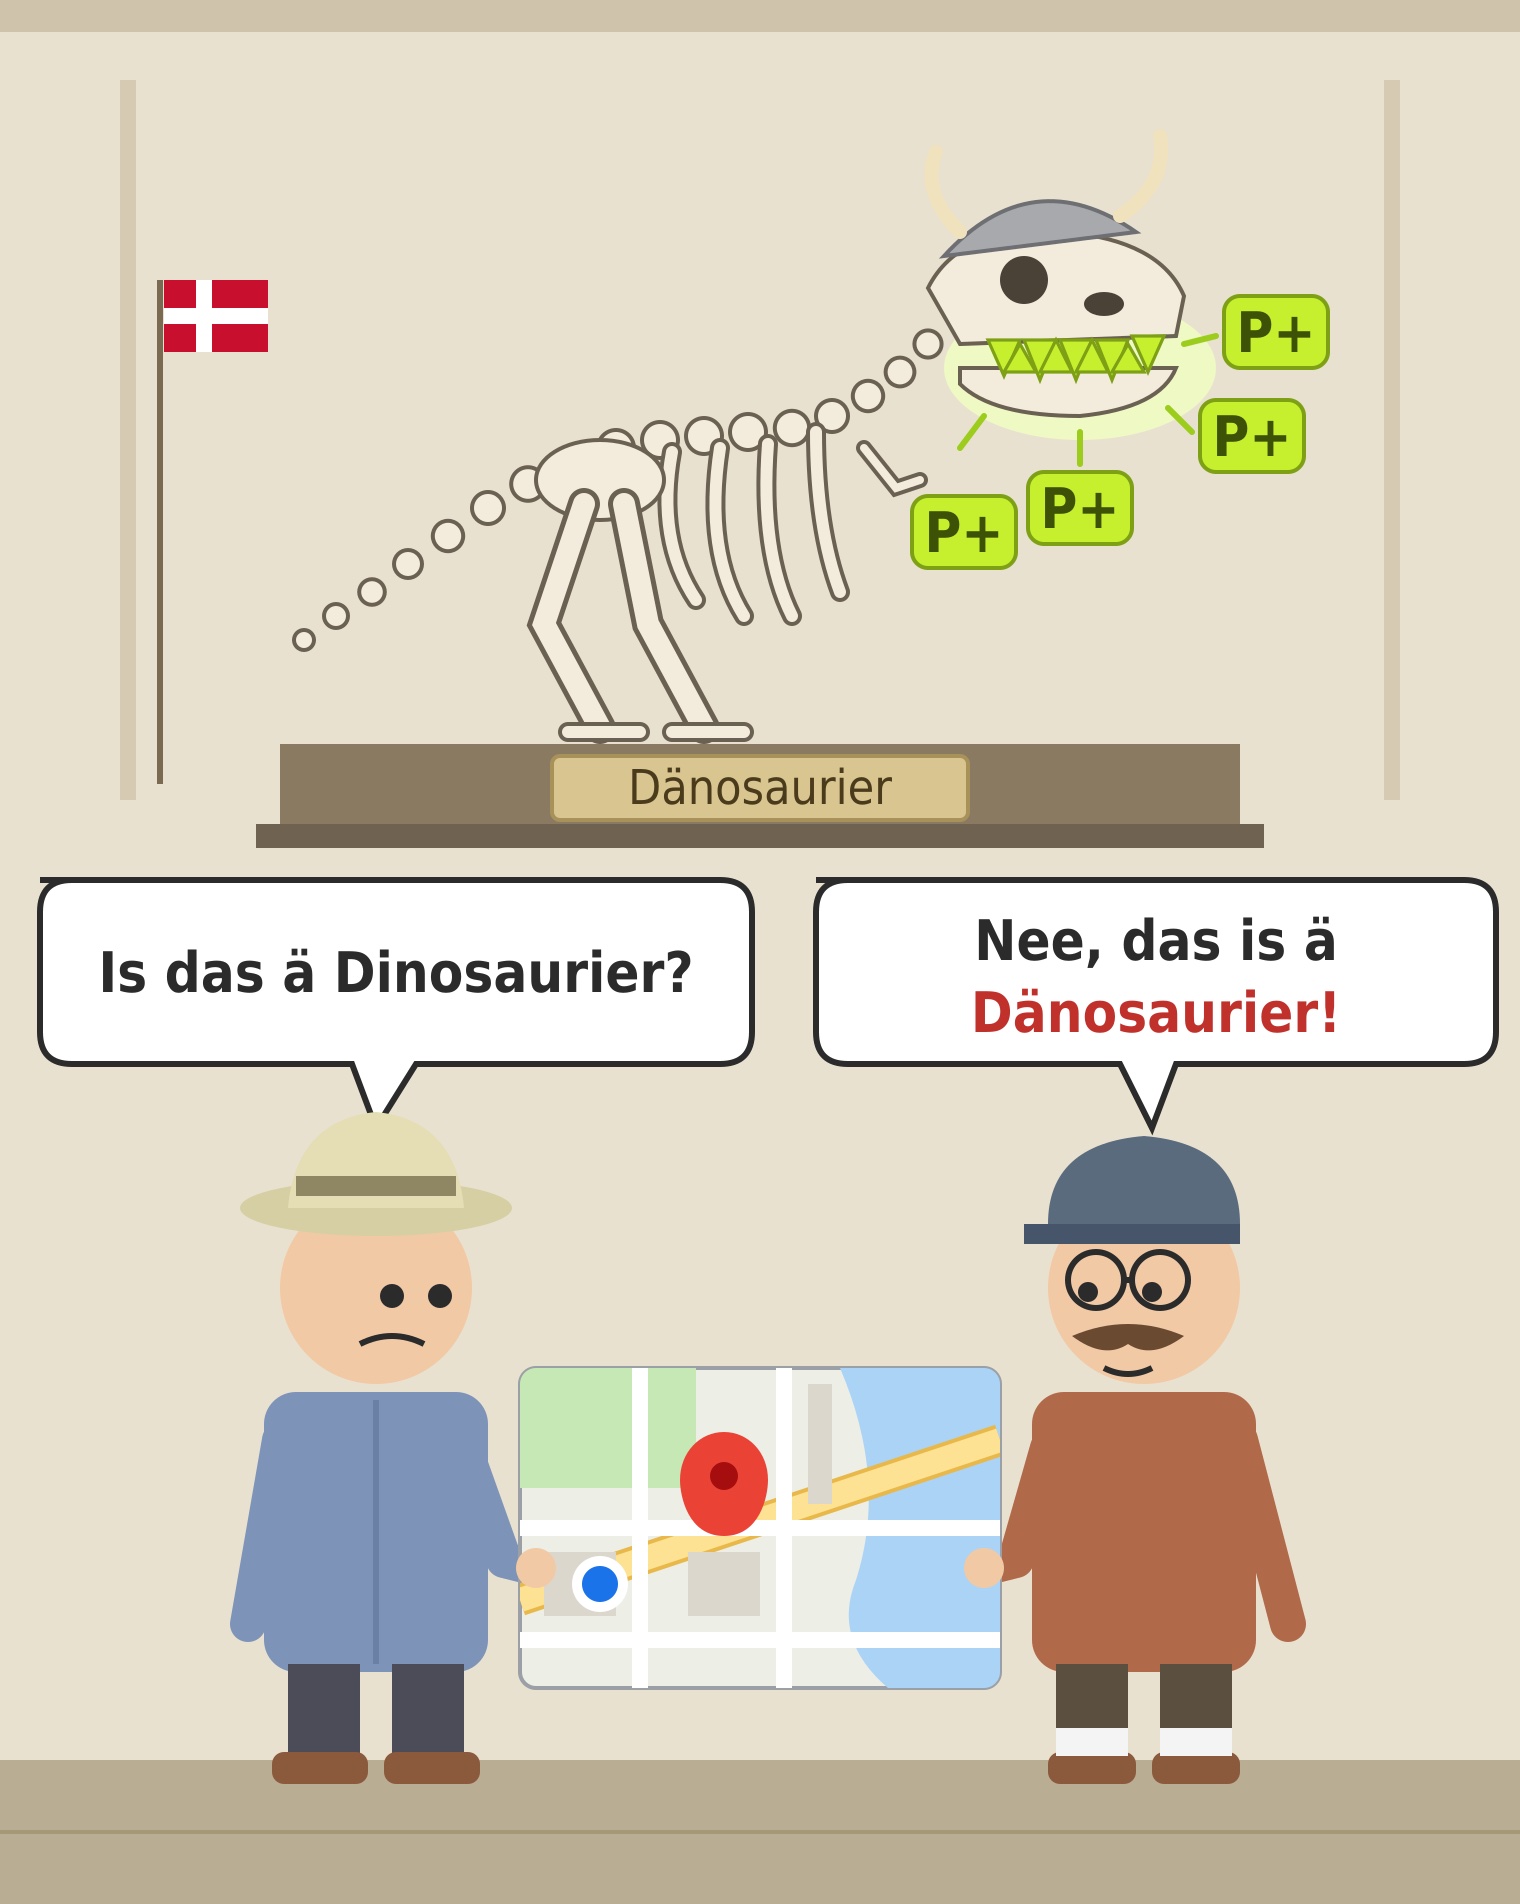 P+
P+
P+
P+
Dänosaurier
Is das ä Dinosaurier?
Nee, das is ä
Dänosaurier!